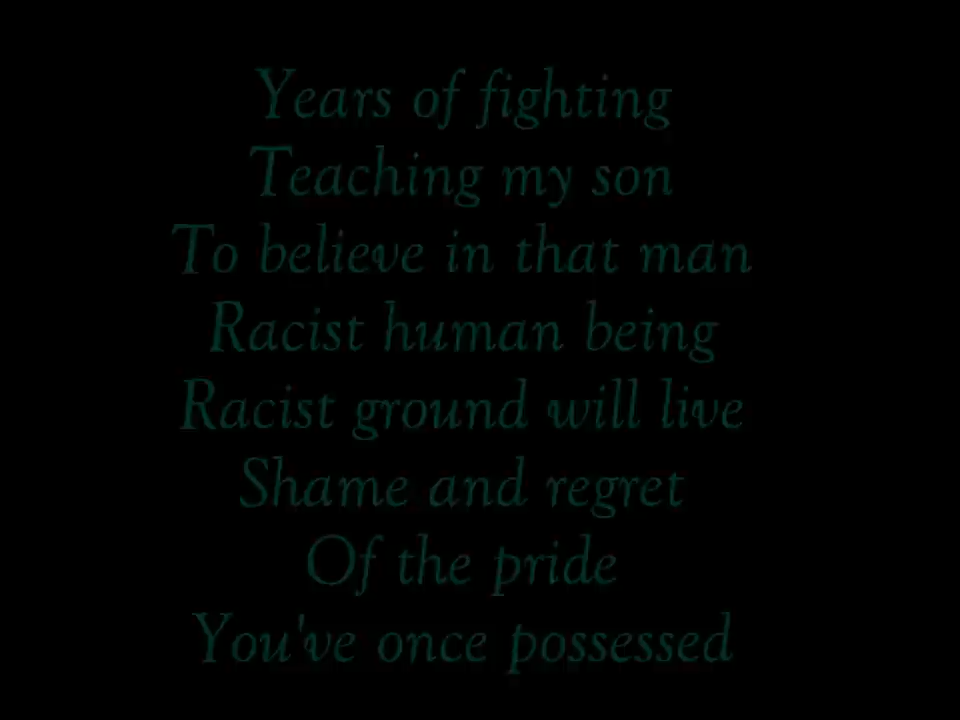 Years of fighting
Teaching my son
To believe in that man
Racist human being
Racist ground will live
Shame and regret
Of the pride
You've once possessed